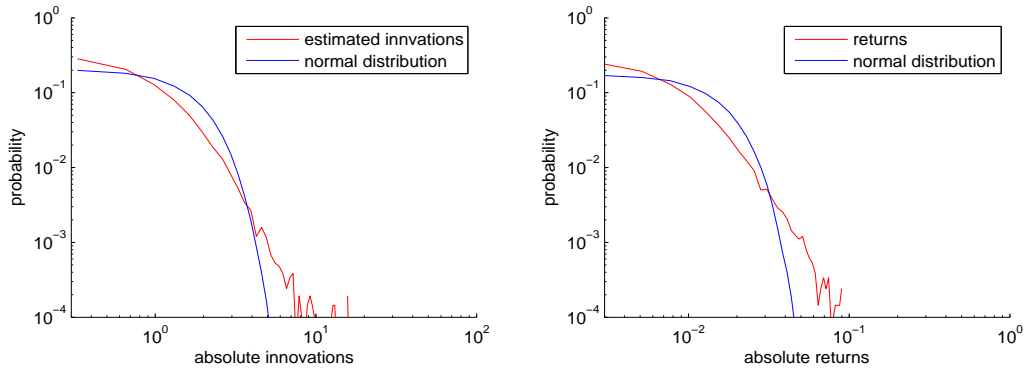 10^0
10^-1
10^-2
10^-3
10^-4
probability
estimated innvations
normal distribution
10^0
10^1
10^2
absolute innovations
10^0
10^-1
10^-2
10^-3
10^-4
probability
returns
normal distribution
10^-2
10^-1
10^0
absolute returns